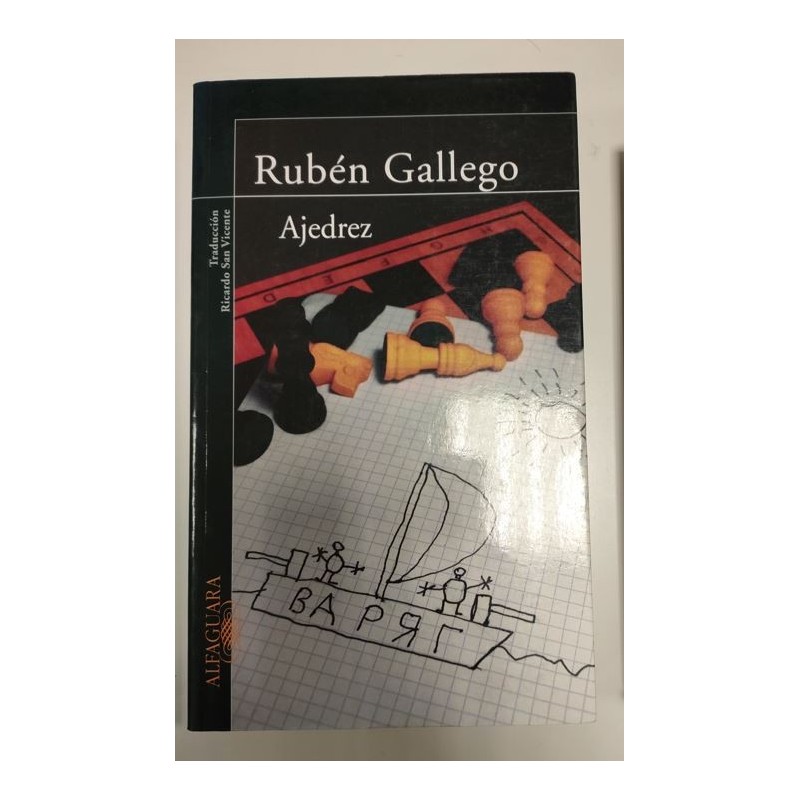 Rubén Gallego
Ajedrez
Traducción
Ricardo San Vicente
H G F E D
ВАРЯГ
ALFAGUARA